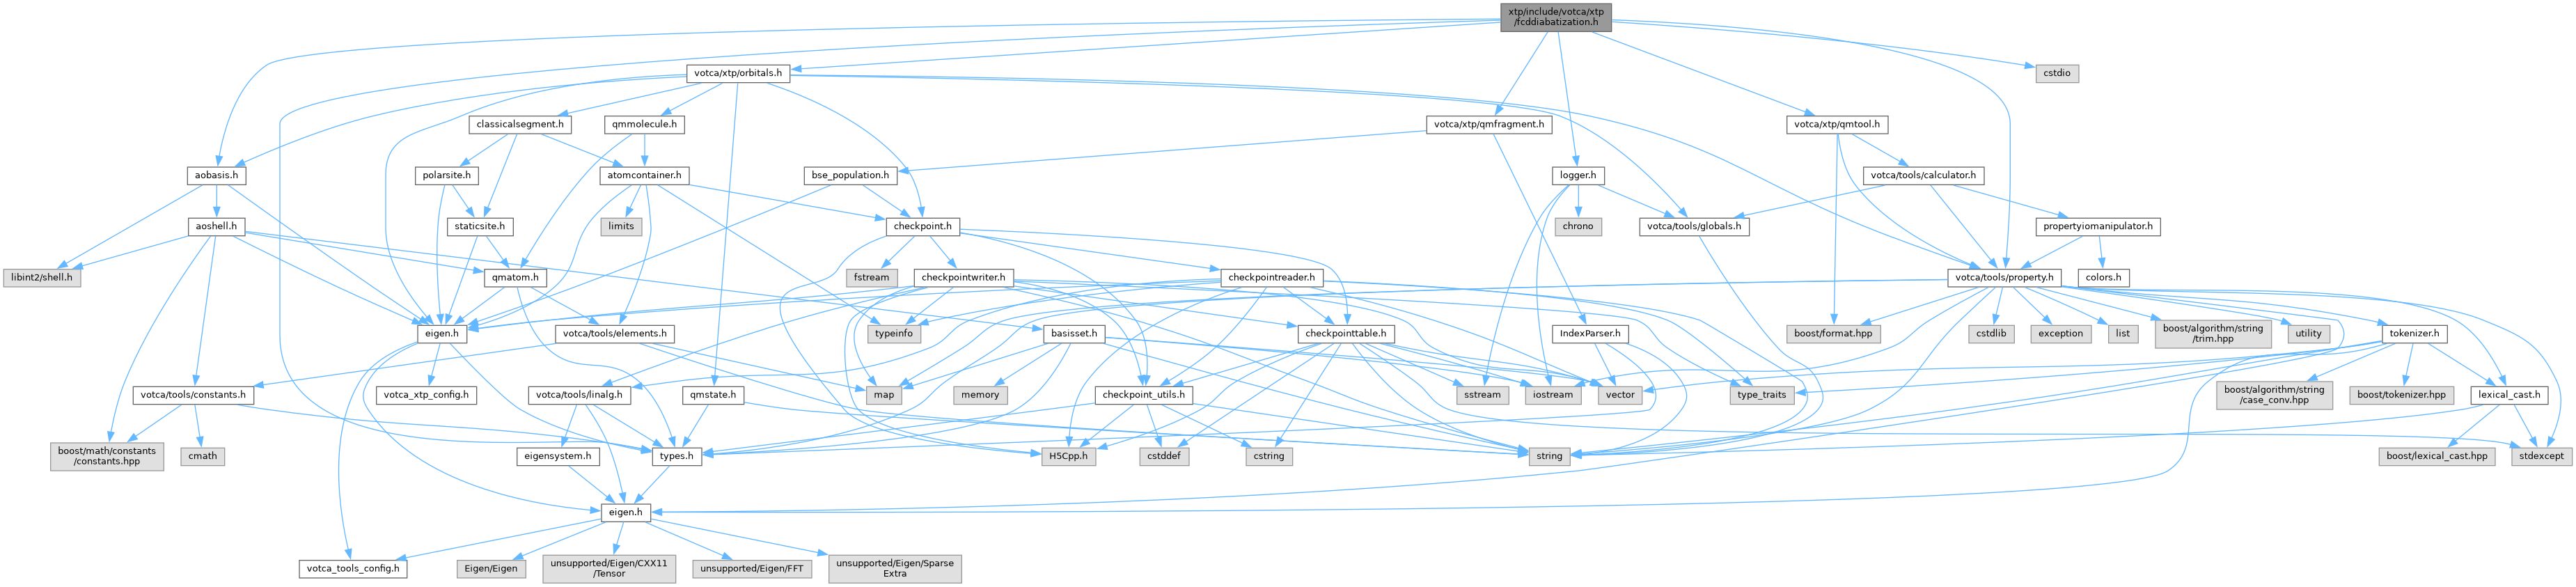 xtp/include/votca/xtp
/fcddiabatization.h
votca/xtp/orbitals.h
cstdio
classicalsegment.h
qmmolecule.h
votca/xtp/qmfragment.h
votca/xtp/qmtool.h
aobasis.h
polarsite.h
atomcontainer.h
bse_population.h
logger.h
votca/tools/calculator.h
aoshell.h
staticsite.h
limits
checkpoint.h
chrono
votca/tools/globals.h
propertyiomanipulator.h
libint2/shell.h
qmatom.h
fstream
checkpointwriter.h
checkpointreader.h
votca/tools/property.h
colors.h
eigen.h
votca/tools/elements.h
typeinfo
basisset.h
checkpointtable.h
IndexParser.h
boost/format.hpp
cstdlib
exception
list
boost/algorithm/string
/trim.hpp
utility
tokenizer.h
votca/tools/constants.h
votca_xtp_config.h
votca/tools/linalg.h
qmstate.h
map
memory
checkpoint_utils.h
sstream
iostream
vector
type_traits
boost/algorithm/string
/case_conv.hpp
boost/tokenizer.hpp
lexical_cast.h
boost/math/constants
/constants.hpp
cmath
eigensystem.h
types.h
H5Cpp.h
cstddef
cstring
string
boost/lexical_cast.hpp
stdexcept
eigen.h
votca_tools_config.h
Eigen/Eigen
unsupported/Eigen/CXX11
/Tensor
unsupported/Eigen/FFT
unsupported/Eigen/Sparse
Extra